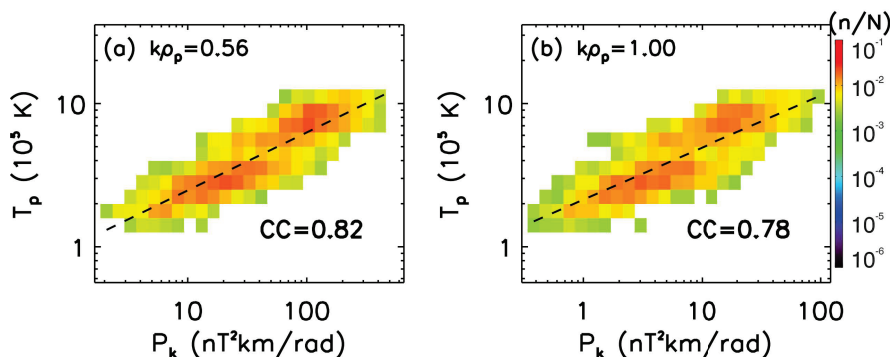 (a) kρₚ=0.56
10
1
Tₚ (10⁵ K)
CC=0.82
10 100
Pₖ (nT²km/rad)
(b) kρₚ=1.00
10
1
Tₚ (10⁵ K)
CC=0.78
1 10 100
Pₖ (nT²km/rad)
(n/N)
10⁻¹
10⁻²
10⁻³
10⁻⁴
10⁻⁵
10⁻⁶